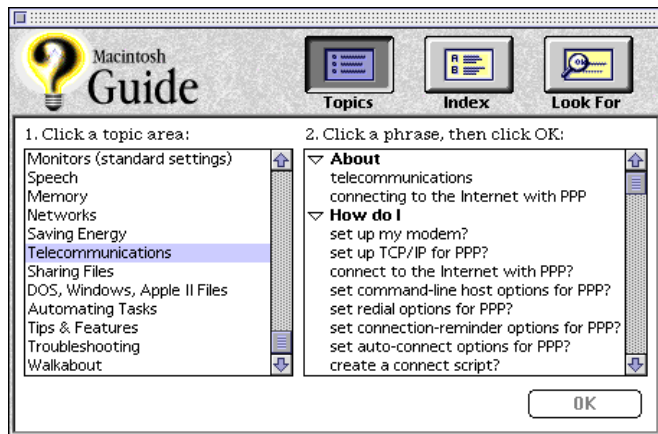 Macintosh
Guide
Topics
Index
Look For
1. Click a topic area:
Monitors (standard settings)
Speech
Memory
Networks
Saving Energy
Telecommunications
Sharing Files
DOS, Windows, Apple II Files
Automating Tasks
Tips & Features
Troubleshooting
Walkabout
2. Click a phrase, then click OK:
About
telecommunications
connecting to the Internet with PPP
How do I
set up my modem?
set up TCP/IP for PPP?
connect to the Internet with PPP?
set command-line host options for PPP?
set redial options for PPP?
set connection-reminder options for PPP?
set auto-connect options for PPP?
create a connect script?
OK